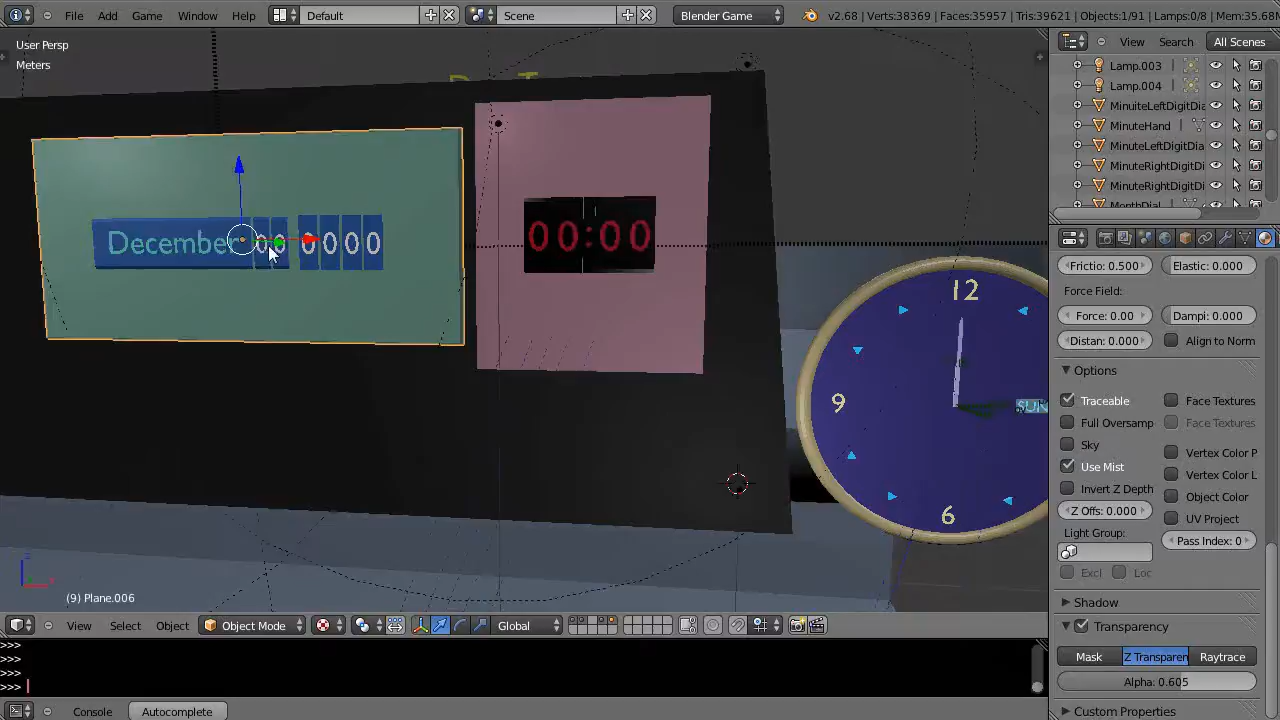 File Add Game Window Help Default Scene Blender Game v2.68 | Verts:38369 | Faces:35957 | Tris:39621 | Objects:1/91 | Lamps:0/8 | Mem:35.68M
User Persp
Meters
View Search All Scenes
Lamp.003
Lamp.004
MinuiteLeftDigitDia
MinuteHand
MinuteLeftDigitDia
MinuteRightDigitDi
MinuteRightDigitDi
MonthDial
December 00 0000
00:00
12
9
6
SUN
(9) Plane.006
Frictio: 0.500 Elastic: 0.000
Force Field:
Force: 0.00 Dampi: 0.000
Distan: 0.000 Align to Norm
Options
Traceable Face Textures
Full Oversamp Face Textures
Sky Vertex Color P
Use Mist Vertex Color L
Invert Z Depth Object Color
Z Offs: 0.000 UV Project
Light Group: Pass Index: 0
Excl Loc
Shadow
Transparency
Mask Z Transparen Raytrace
Alpha: 0.605
Custom Properties
View Select Object Object Mode Global
>>>
>>>
>>>
>>>
Console Autocomplete